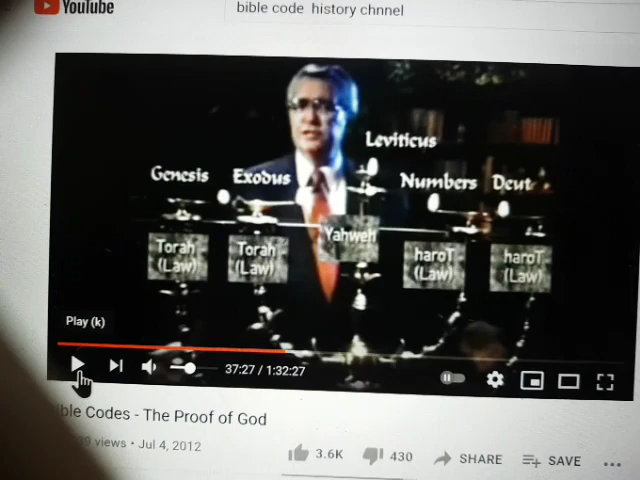 YouTube
bible code history chnnel
Leviticus
Genesis Exodus Numbers Deut
Yahweh
Torah Torah haroT haroT
(Law) (Law) (Law) (Law)
Play (k)
37:27 / 1:32:27
Codes - The Proof of God
views • Jul 4, 2012
3.6K 430 SHARE SAVE